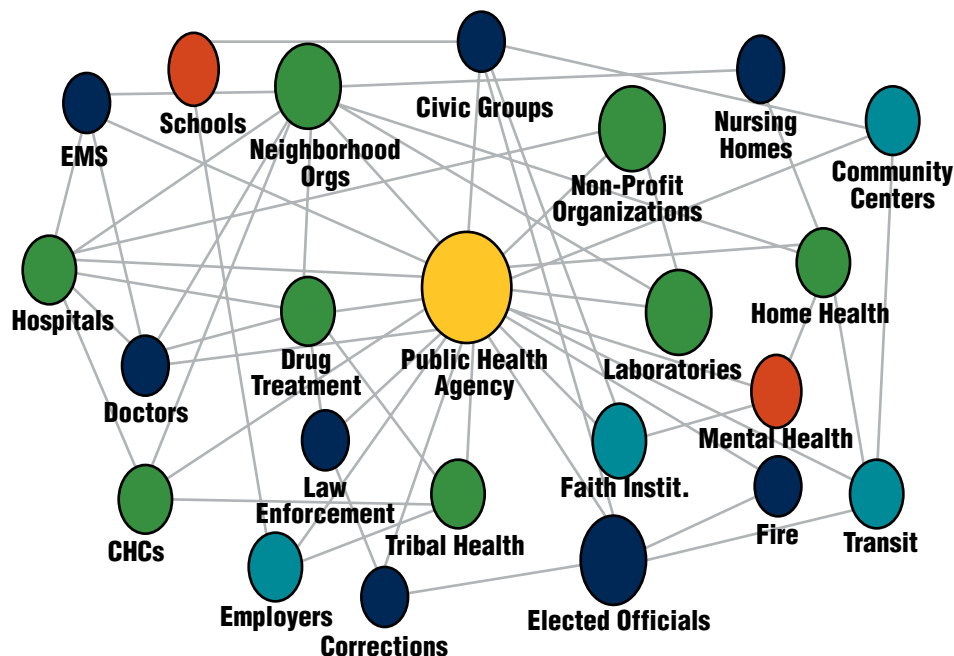 Civic Groups
Schools
EMS
Neighborhood
Orgs
Nursing
Homes
Non-Profit
Organizations
Community
Centers
Hospitals
Home Health
Drug
Treatment
Public Health
Agency
Laboratories
Doctors
Mental Health
Law
Enforcement
Faith Instit.
Fire
Transit
CHCs
Tribal Health
Employers
Elected Officials
Corrections